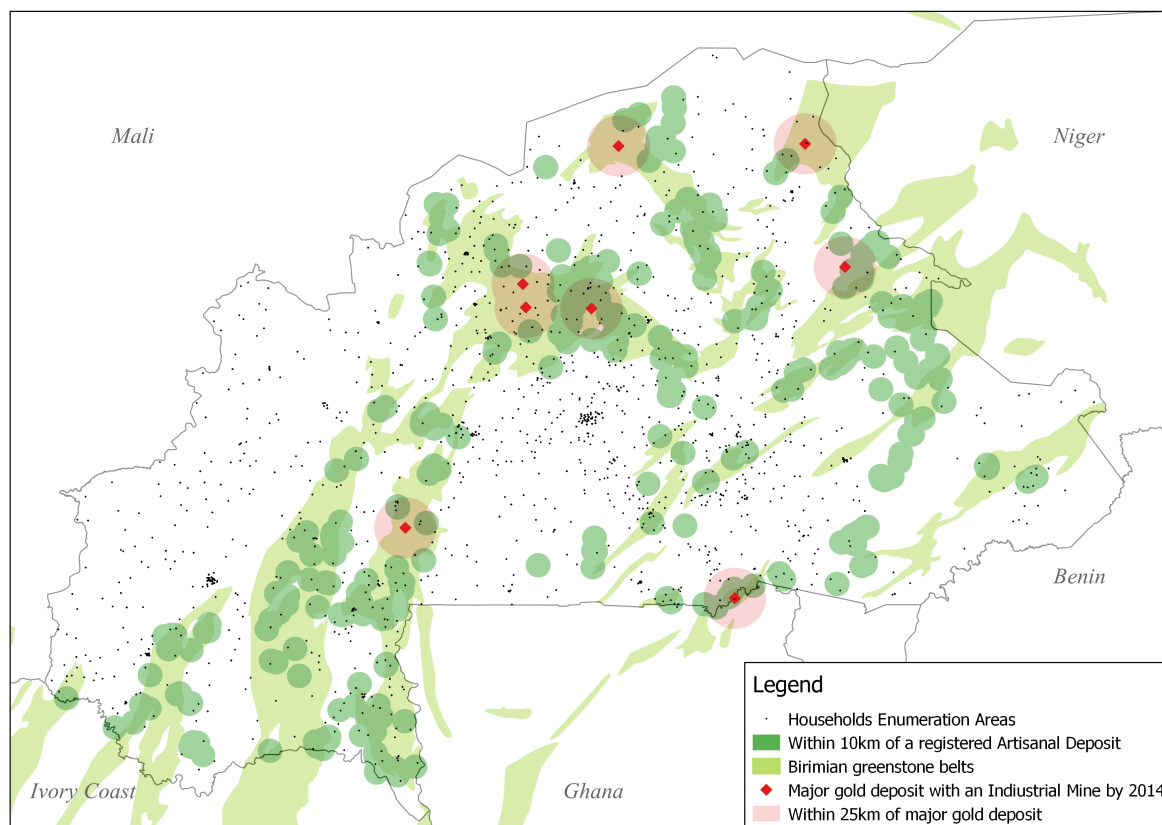 Mali
Niger
Benin
Ivory Coast
Ghana
Legend
Households Enumeration Areas
Within 10km of a registered Artisanal Deposit
Birimian greenstone belts
Major gold deposit with an Indiustrial Mine by 2014
Within 25km of major gold deposit